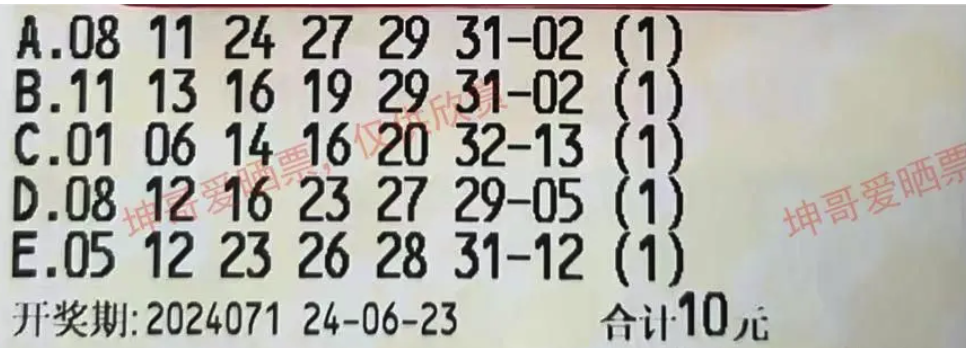 A.08 11 24 27 29 31-02 (1)
B.11 13 16 19 29 31-02 (1)
C.01 06 14 16 20 32-13 (1)
D.08 12 16 23 27 29-05 (1)
E.05 12 23 26 28 31-12 (1)
开奖期:2024071 24-06-23 合计10元
坤哥爱晒票，仅供欣赏
坤哥爱晒票